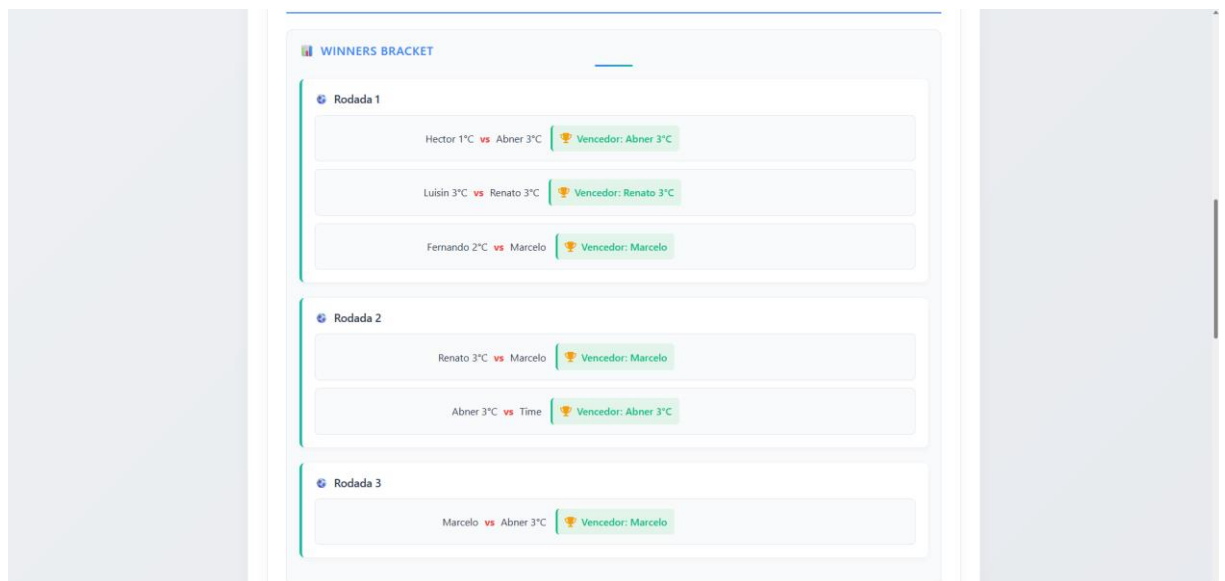 WINNERS BRACKET
Rodada 1
Hector 1°C vs Abner 3°C Vencedor: Abner 3°C
Luisin 3°C vs Renato 3°C Vencedor: Renato 3°C
Fernando 2°C vs Marcelo Vencedor: Marcelo
Rodada 2
Renato 3°C vs Marcelo Vencedor: Marcelo
Abner 3°C vs Time Vencedor: Abner 3°C
Rodada 3
Marcelo vs Abner 3°C Vencedor: Marcelo